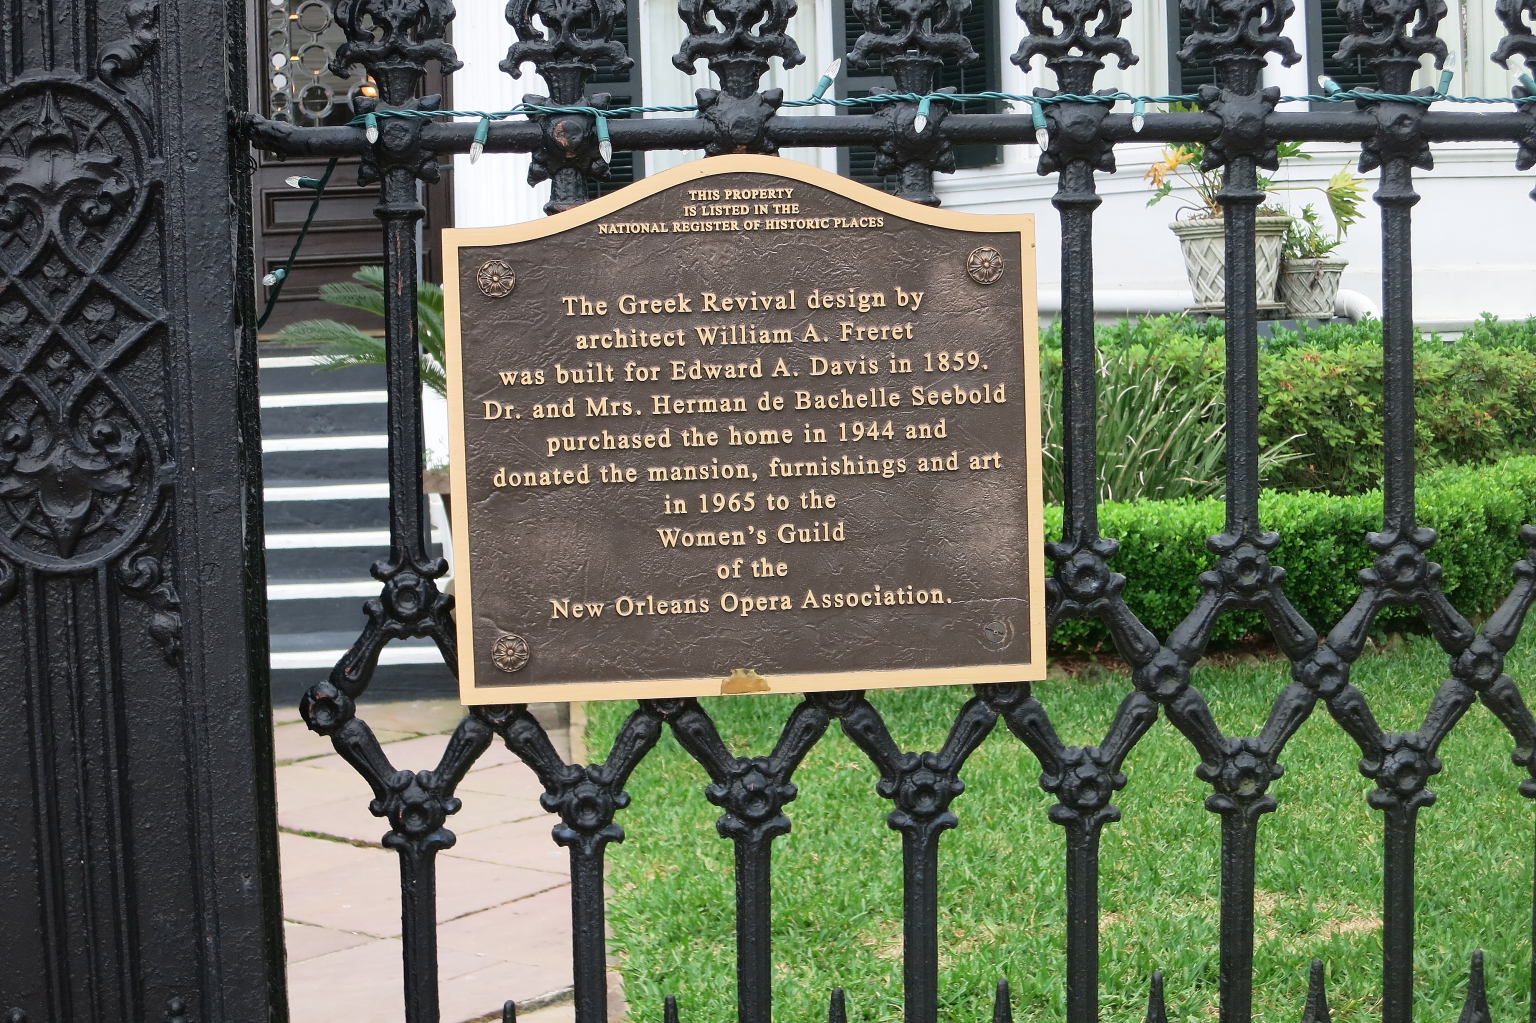 THIS PROPERTY
IS LISTED IN THE
NATIONAL REGISTER OF HISTORIC PLACES
The Greek Revival design by
architect William A. Freret
was built for Edward A. Davis in 1859.
Dr. and Mrs. Herman de Bachelle Seebold
purchased the home in 1944 and
donated the mansion, furnishings and art
in 1965 to the
Women's Guild
of the
New Orleans Opera Association.